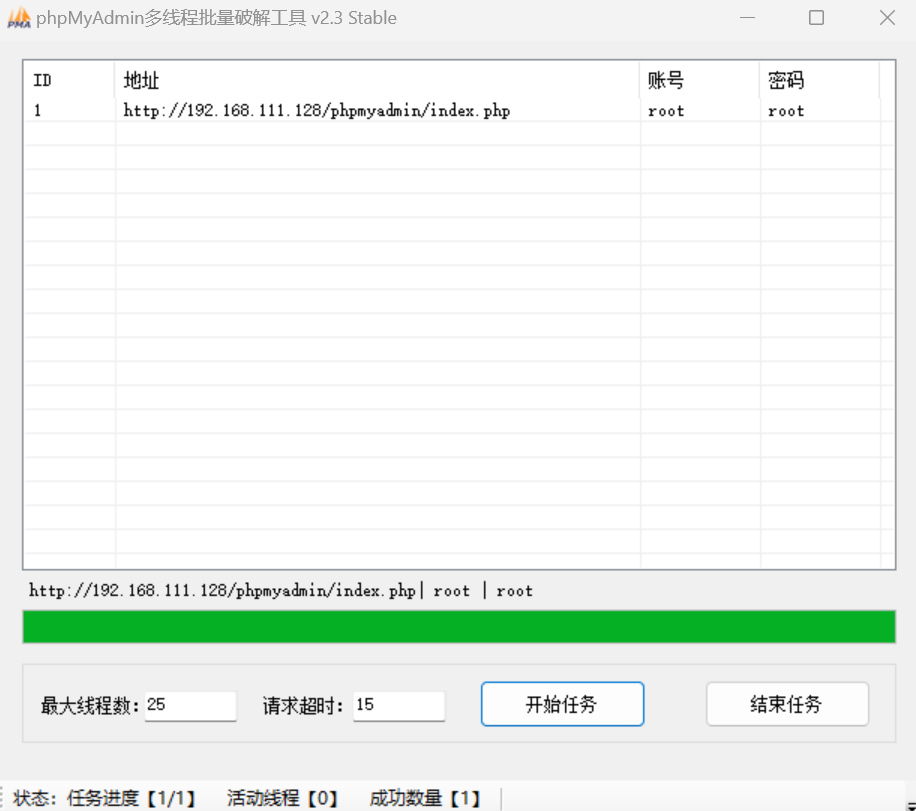 PMA phpMyAdmin多线程批量破解工具 v2.3 Stable
ID 地址 账号 密码
1 http://192.168.111.128/phpmyadmin/index.php root root
http://192.168.111.128/phpmyadmin/index.php| root | root
最大线程数: 25 请求超时: 15 开始任务 结束任务
状态: 任务进度【1/1】 活动线程【0】 成功数量【1】